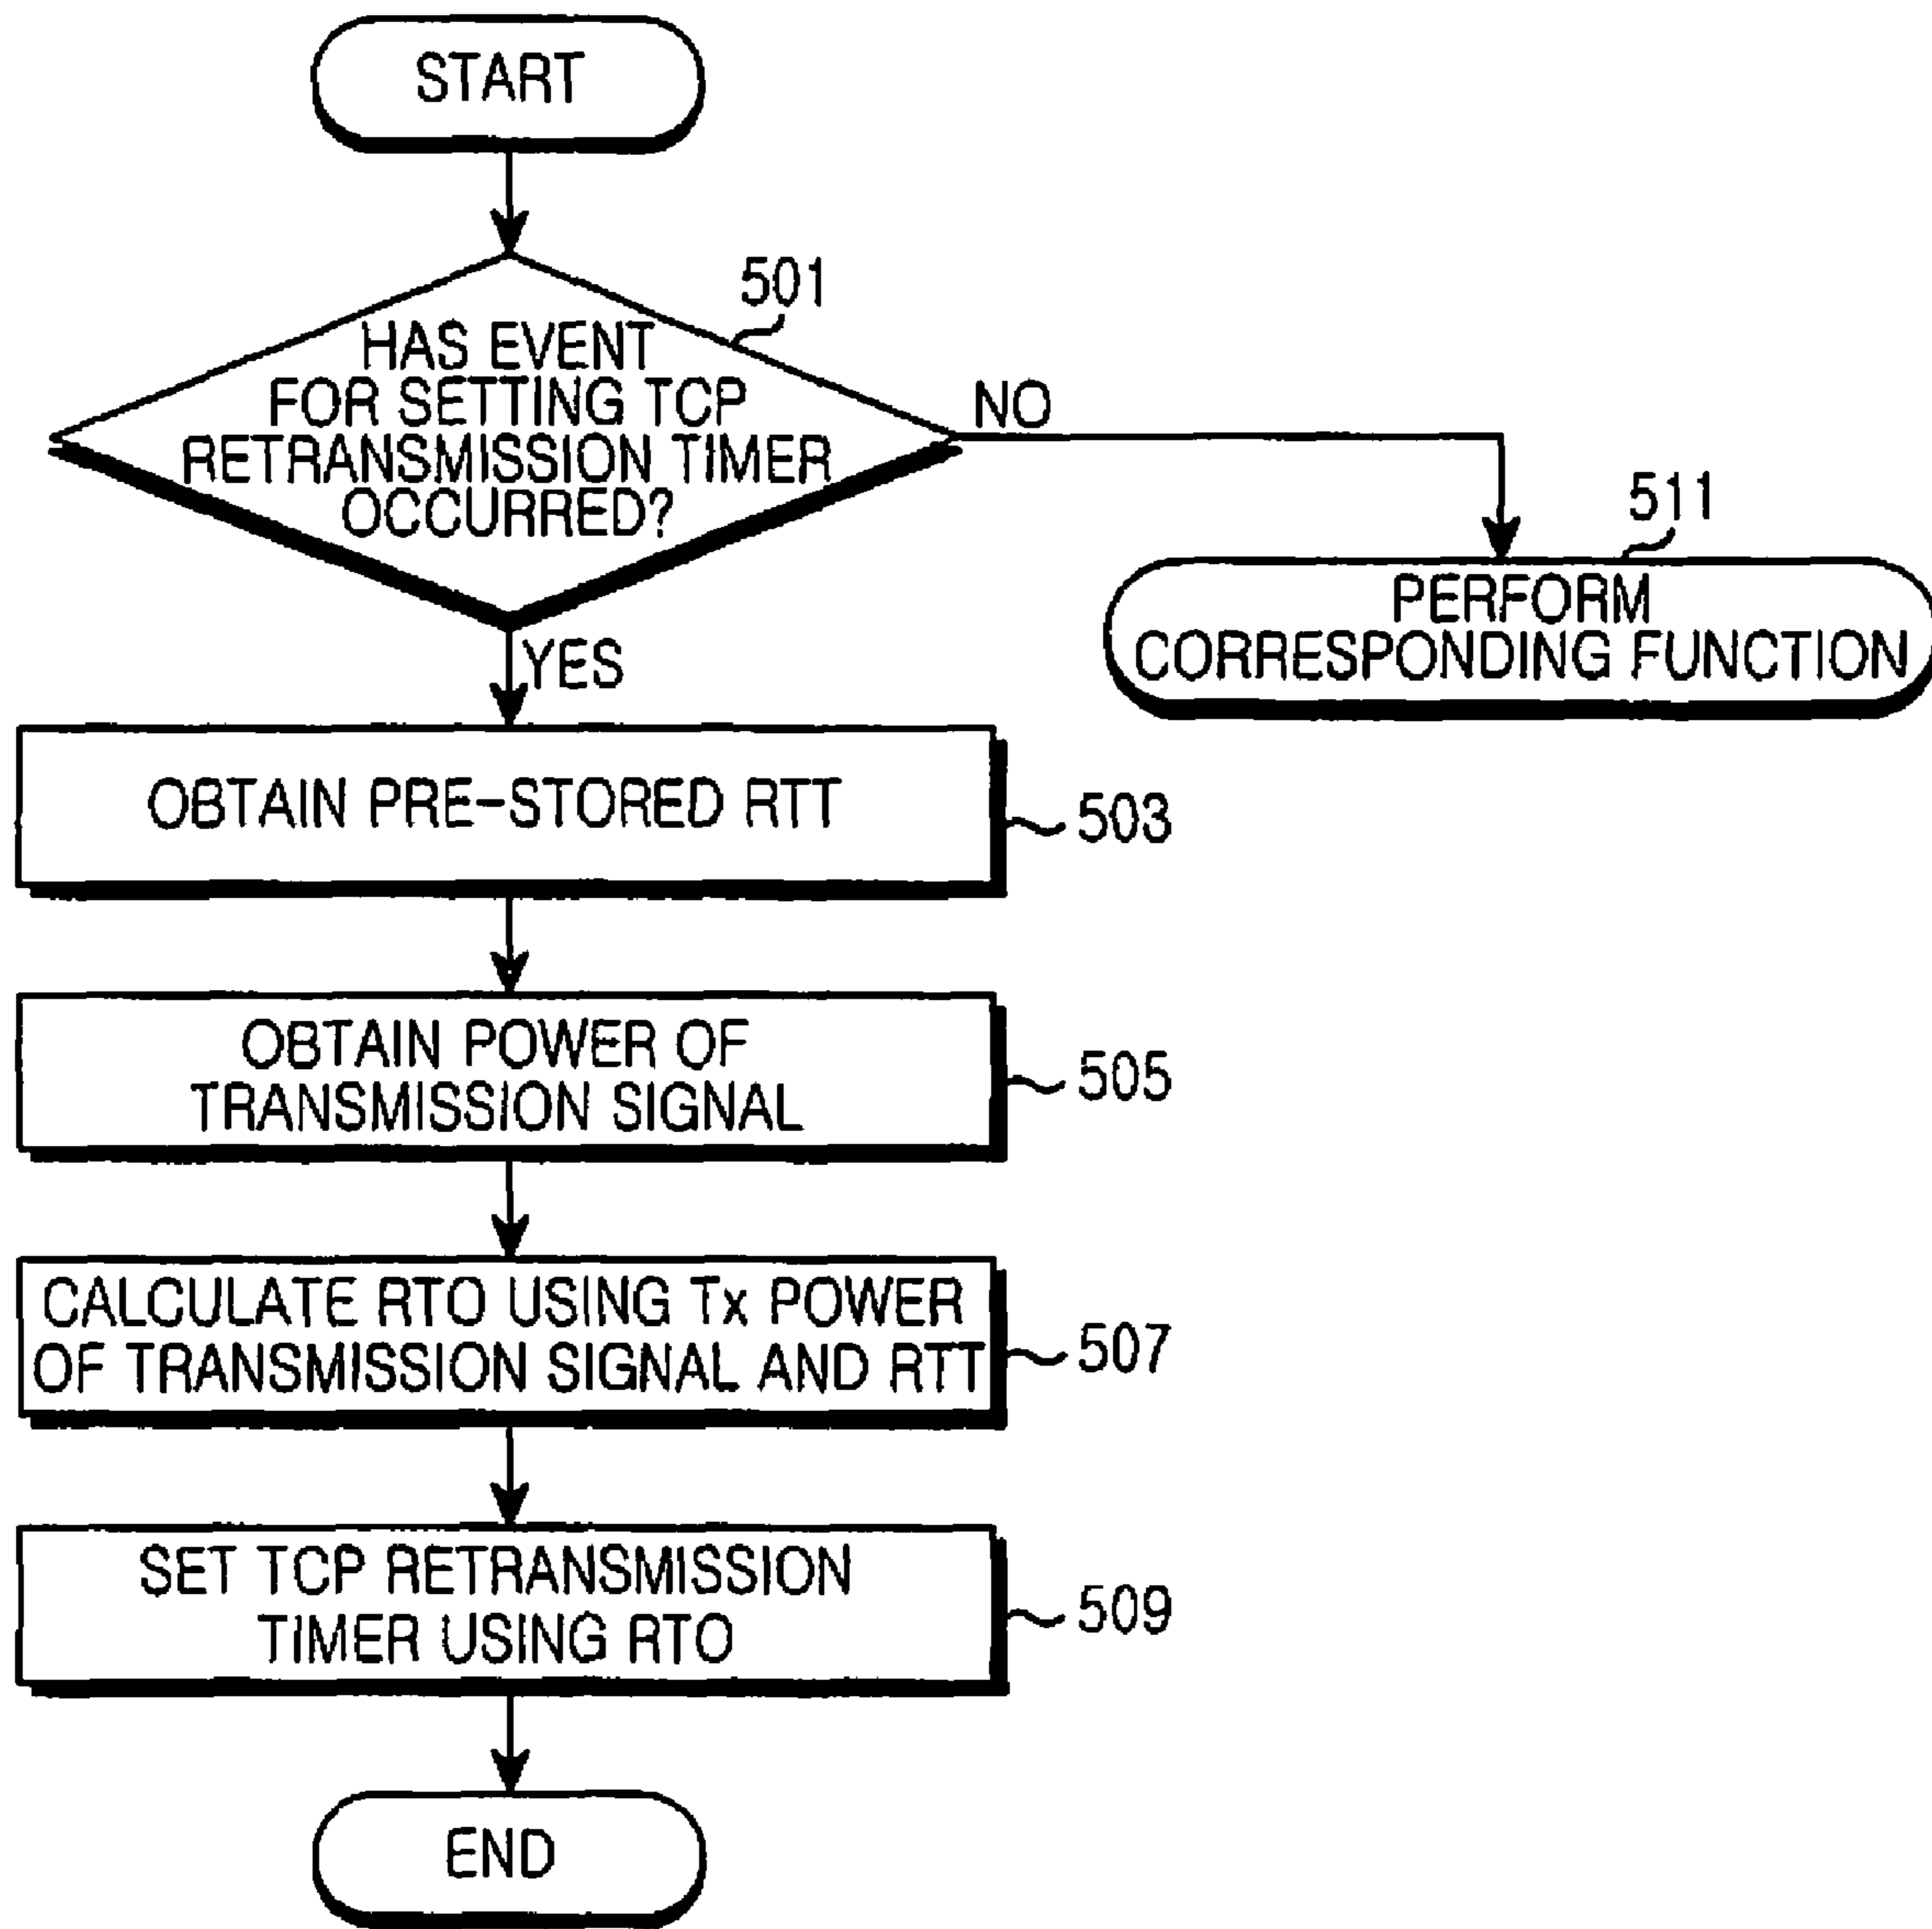 START
501
HAS EVENT
FOR SETTING TCP
RETRANSMISSION TIMER
OCCURRED?
NO
511
PERFORM
CORRESPONDING FUNCTION
YES
OBTAIN PRE-STORED RTT
503
OBTAIN POWER OF
TRANSMISSION SIGNAL
505
CALCULATE RTO USING Tx POWER
OF TRANSMISSION SIGNAL AND RTT
507
SET TCP RETRANSMISSION
TIMER USING RTO
509
END